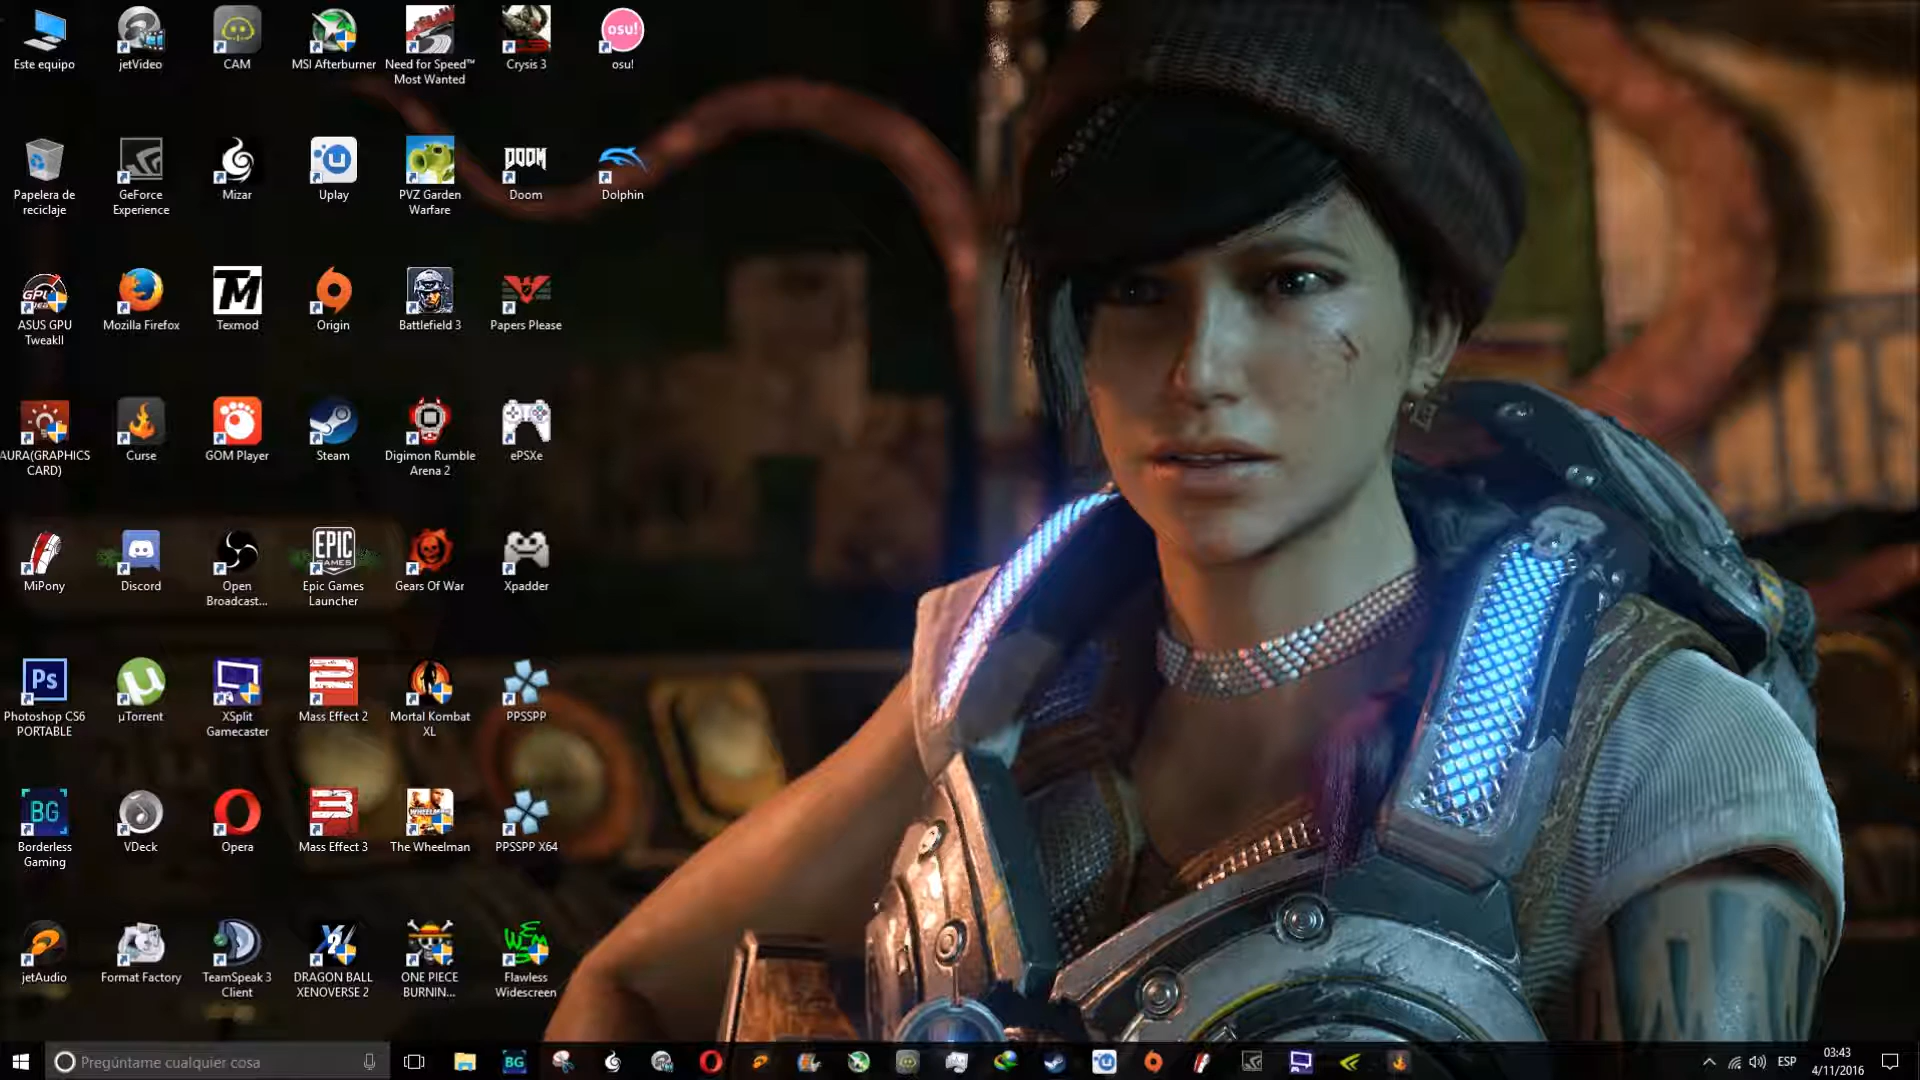 Este equipo
jetVideo
CAM
MSI Afterburner
Need for Speed™
Most Wanted
Crysis 3
osu!
osu!
Papelera de
reciclaje
GeForce
Experience
Mizar
Uplay
PVZ Garden
Warfare
DOOM
Doom
Dolphin
ASUS GPU
TweakII
Mozilla Firefox
TM
Texmod
Origin
Battlefield 3
Papers Please
AURA(GRAPHICS
CARD)
Curse
GOM Player
Steam
Digimon Rumble
Arena 2
ePSXe
MiPony
Discord
Open
Broadcast...
EPIC
GAMES
Epic Games
Launcher
Gears Of War
Xpadder
Ps
Photoshop CS6
PORTABLE
µTorrent
XSplit
Gamecaster
2
Mass Effect 2
Mortal Kombat
XL
PPSSPP
BG
Borderless
Gaming
VDeck
Opera
3
Mass Effect 3
WHEELMAN
The Wheelman
PPSSPP X64
jetAudio
Format Factory
TeamSpeak 3
Client
DRAGON BALL
XENOVERSE 2
ONE PIECE
BURNIN...
WSM
Flawless
Widescreen
Pregúntame cualquier cosa
BG
ESP
03:43
4/11/2016